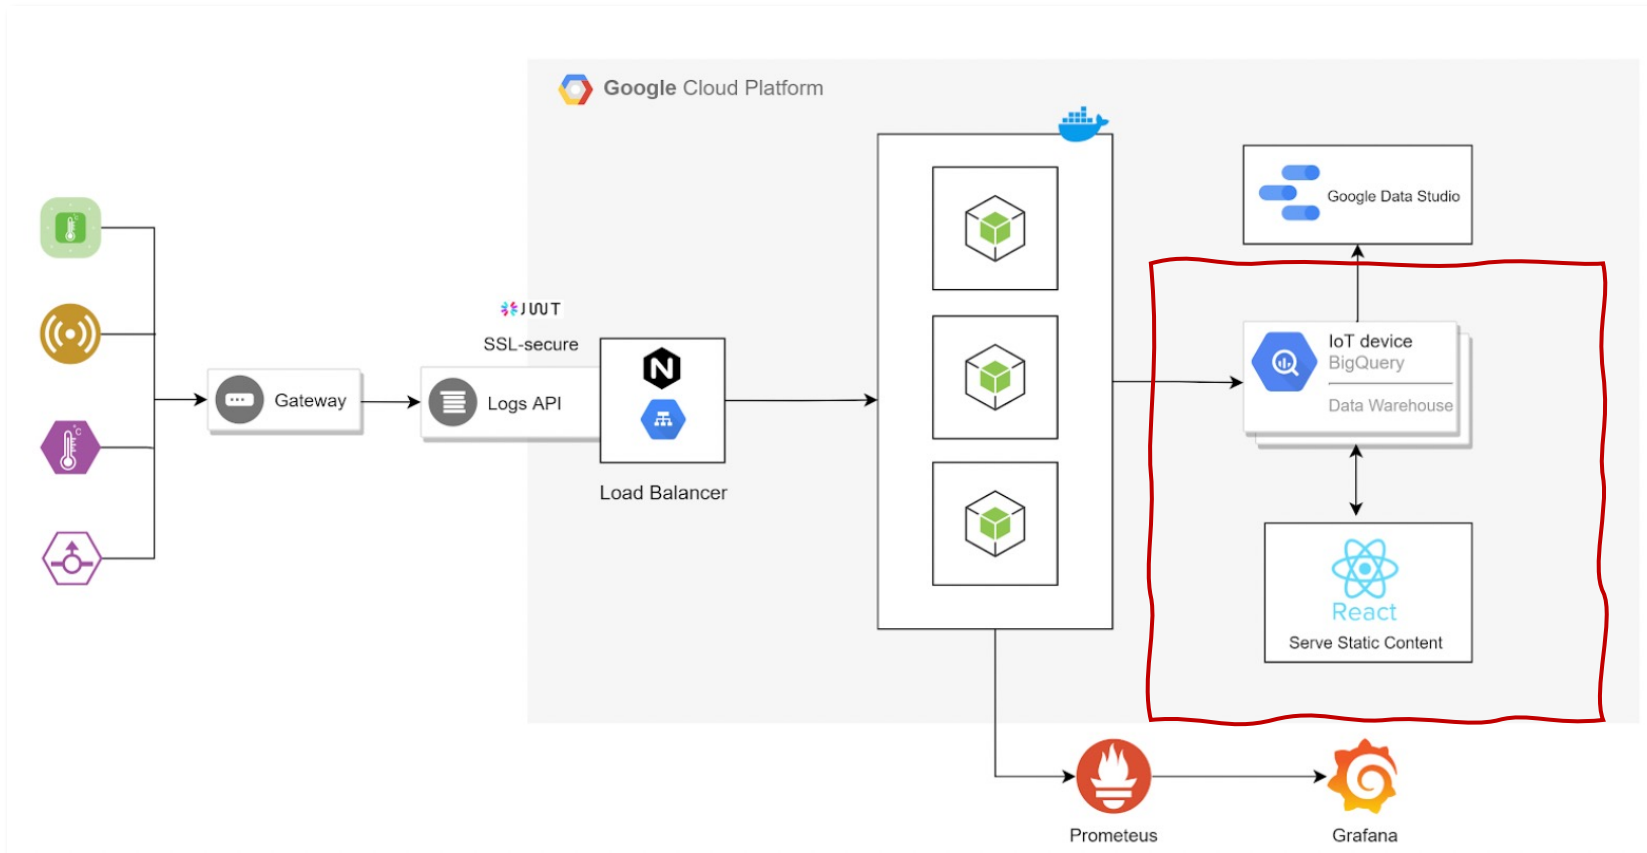 Google Cloud Platform
Google Data Studio
JWT
SSL-secure
IoT device
BigQuery
Data Warehouse
N
Gateway
Logs API
Load Balancer
React
Serve Static Content
°C
°C
Prometeus
Grafana